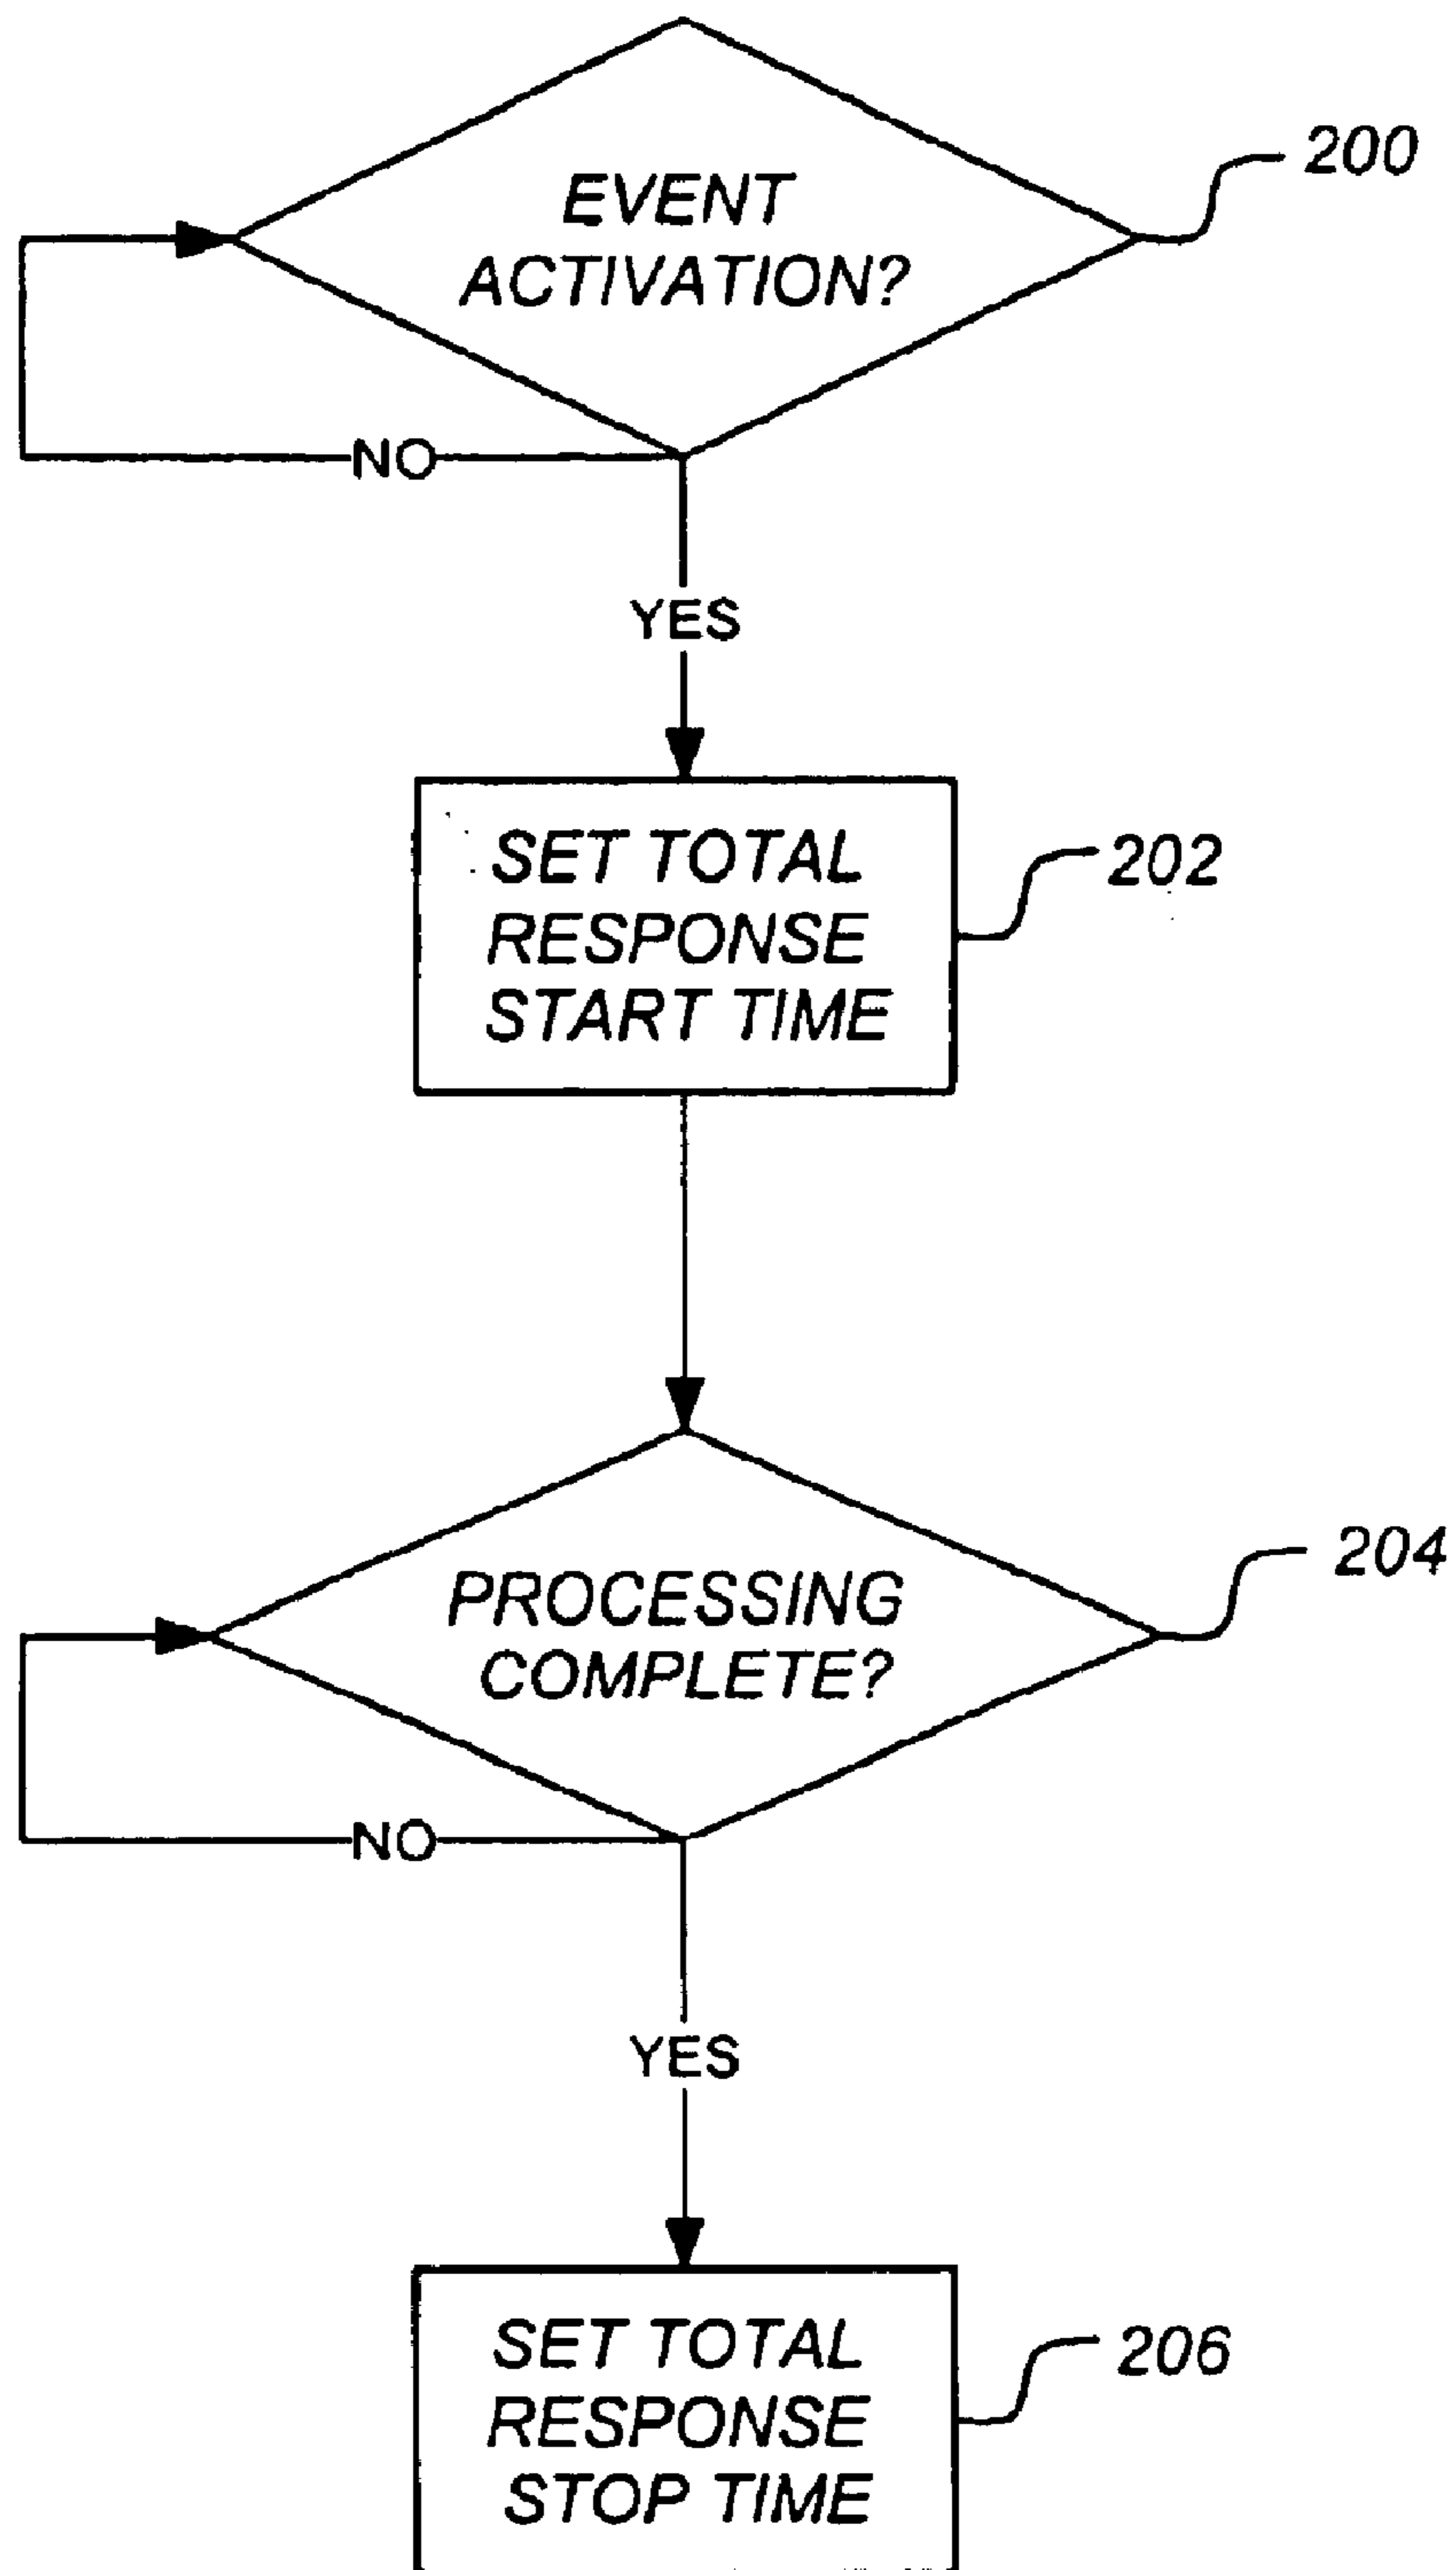 EVENT
ACTIVATION?
200
NO
YES
SET TOTAL
RESPONSE
START TIME
202
PROCESSING
COMPLETE?
204
NO
YES
SET TOTAL
RESPONSE
STOP TIME
206